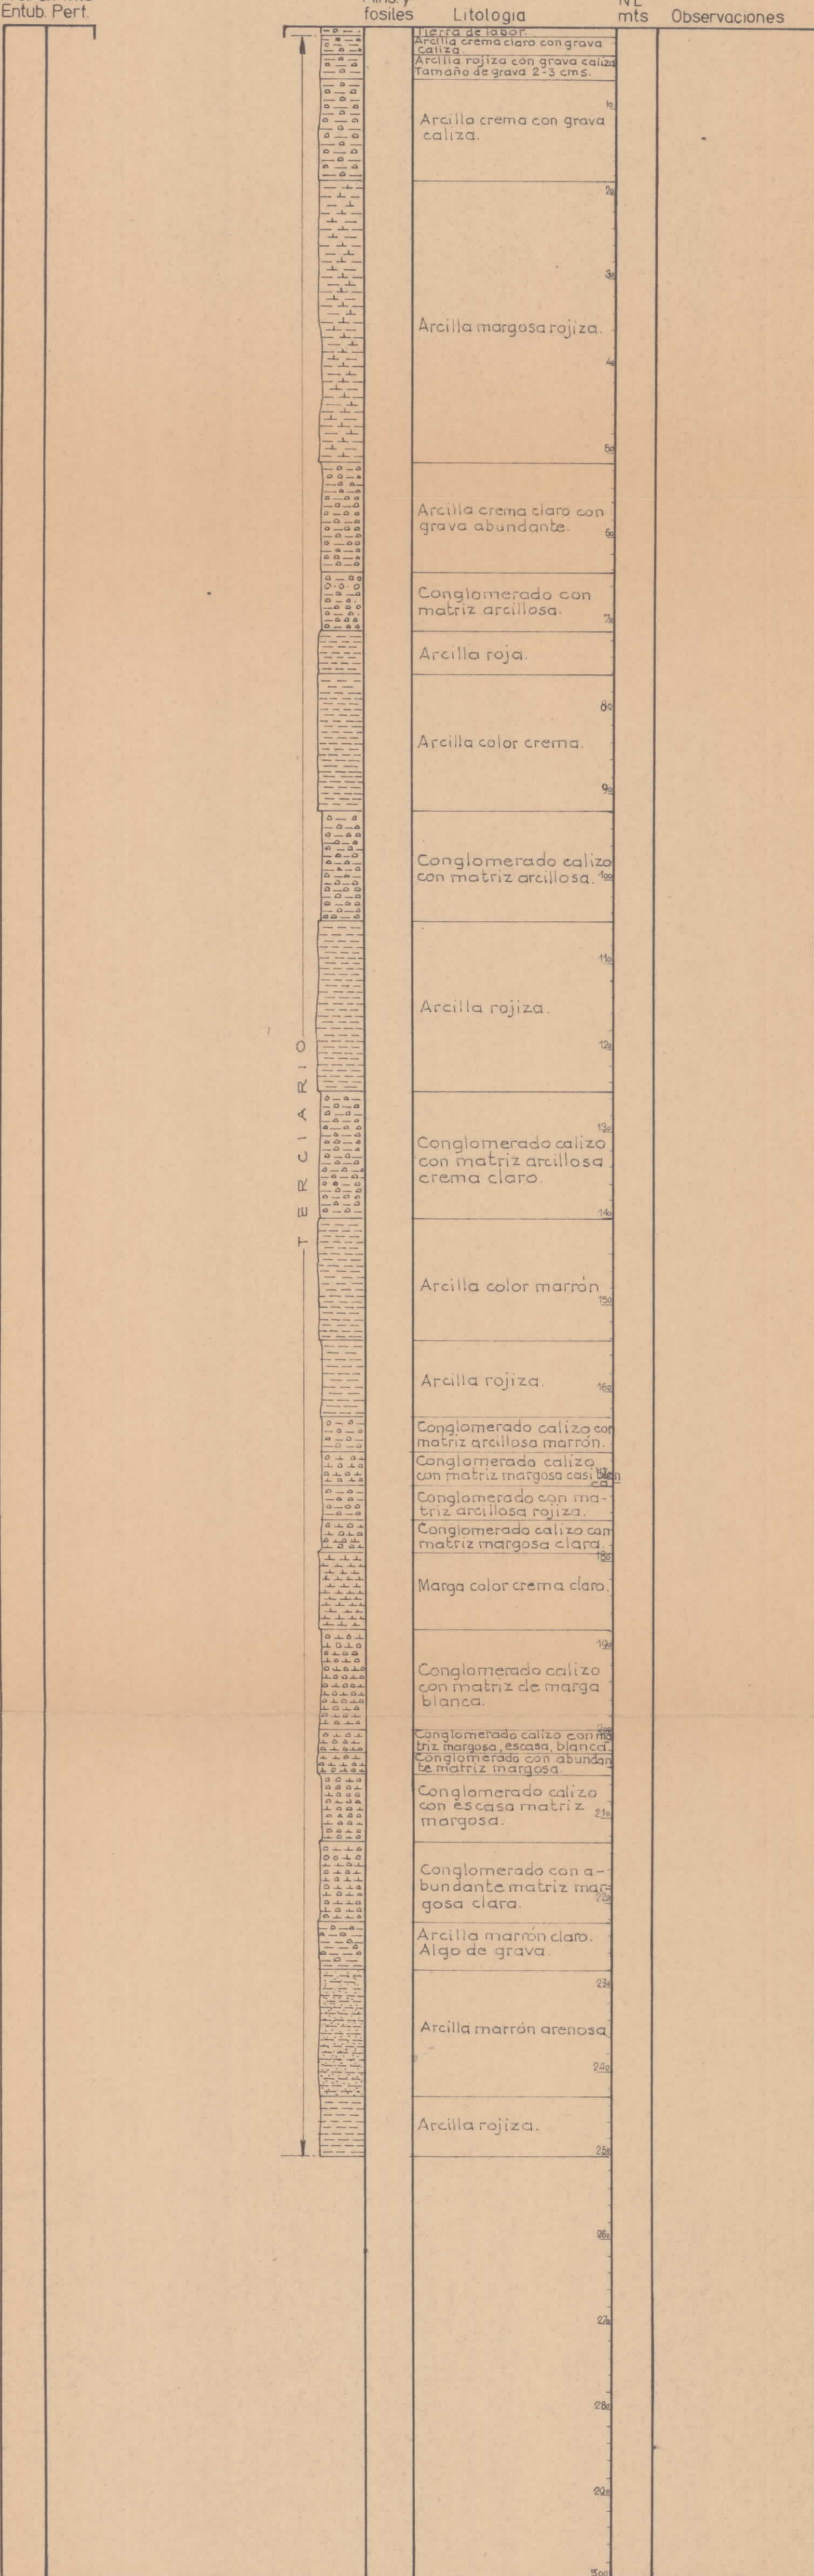 Entub. Perf.
fosiles
Litologia
mts
Observaciones
Tierra de labor
Arcilla crema claro con grava
caliza.
Arcillia rojiza con grava caliza
Tamaño de grava 2-3 cms.
10
Arcilla crema con grava
caliza.
20
30
Arcilla margosa rojiza.
40
50
Arcilla crema claro con
grava abundante.
60
Conglomerado con
matriz arcillosa.
70
Arcilla roja.
80
Arcilla color crema.
90
Conglomerado calizo
con matriz arcillosa.
100
110
Arcilla rojiza.
120
TERCIARIO
130
Conglomerado calizo
con matriz arcillosa
crema claro.
140
Arcilla color marrón
150
Arcilla rojiza.
160
Conglomerado calizo con
matriz arcillosa marrón.
Conglomerado calizo
con matriz margosa casi blan
ca
Conglomerado con ma-
triz arcillosa rojiza.
Conglomerado calizo con
matriz margosa clara.
180
Marga color crema claro.
190
Conglomerado calizo
con matriz de marga
blanca.
Conglomerado calizo con ma
triz margosa, escasa, blanca.
Conglomerado con abundan
te matriz margosa.
Conglomerado calizo
con escasa matriz
margosa.
210
Conglomerado con a-
bundante matriz mar-
gosa clara.
220
Arcilla marrón claro.
Algo de grava.
230
Arcilla marrón arenosa
240
Arcilla rojiza.
250
260
270
280
290
300